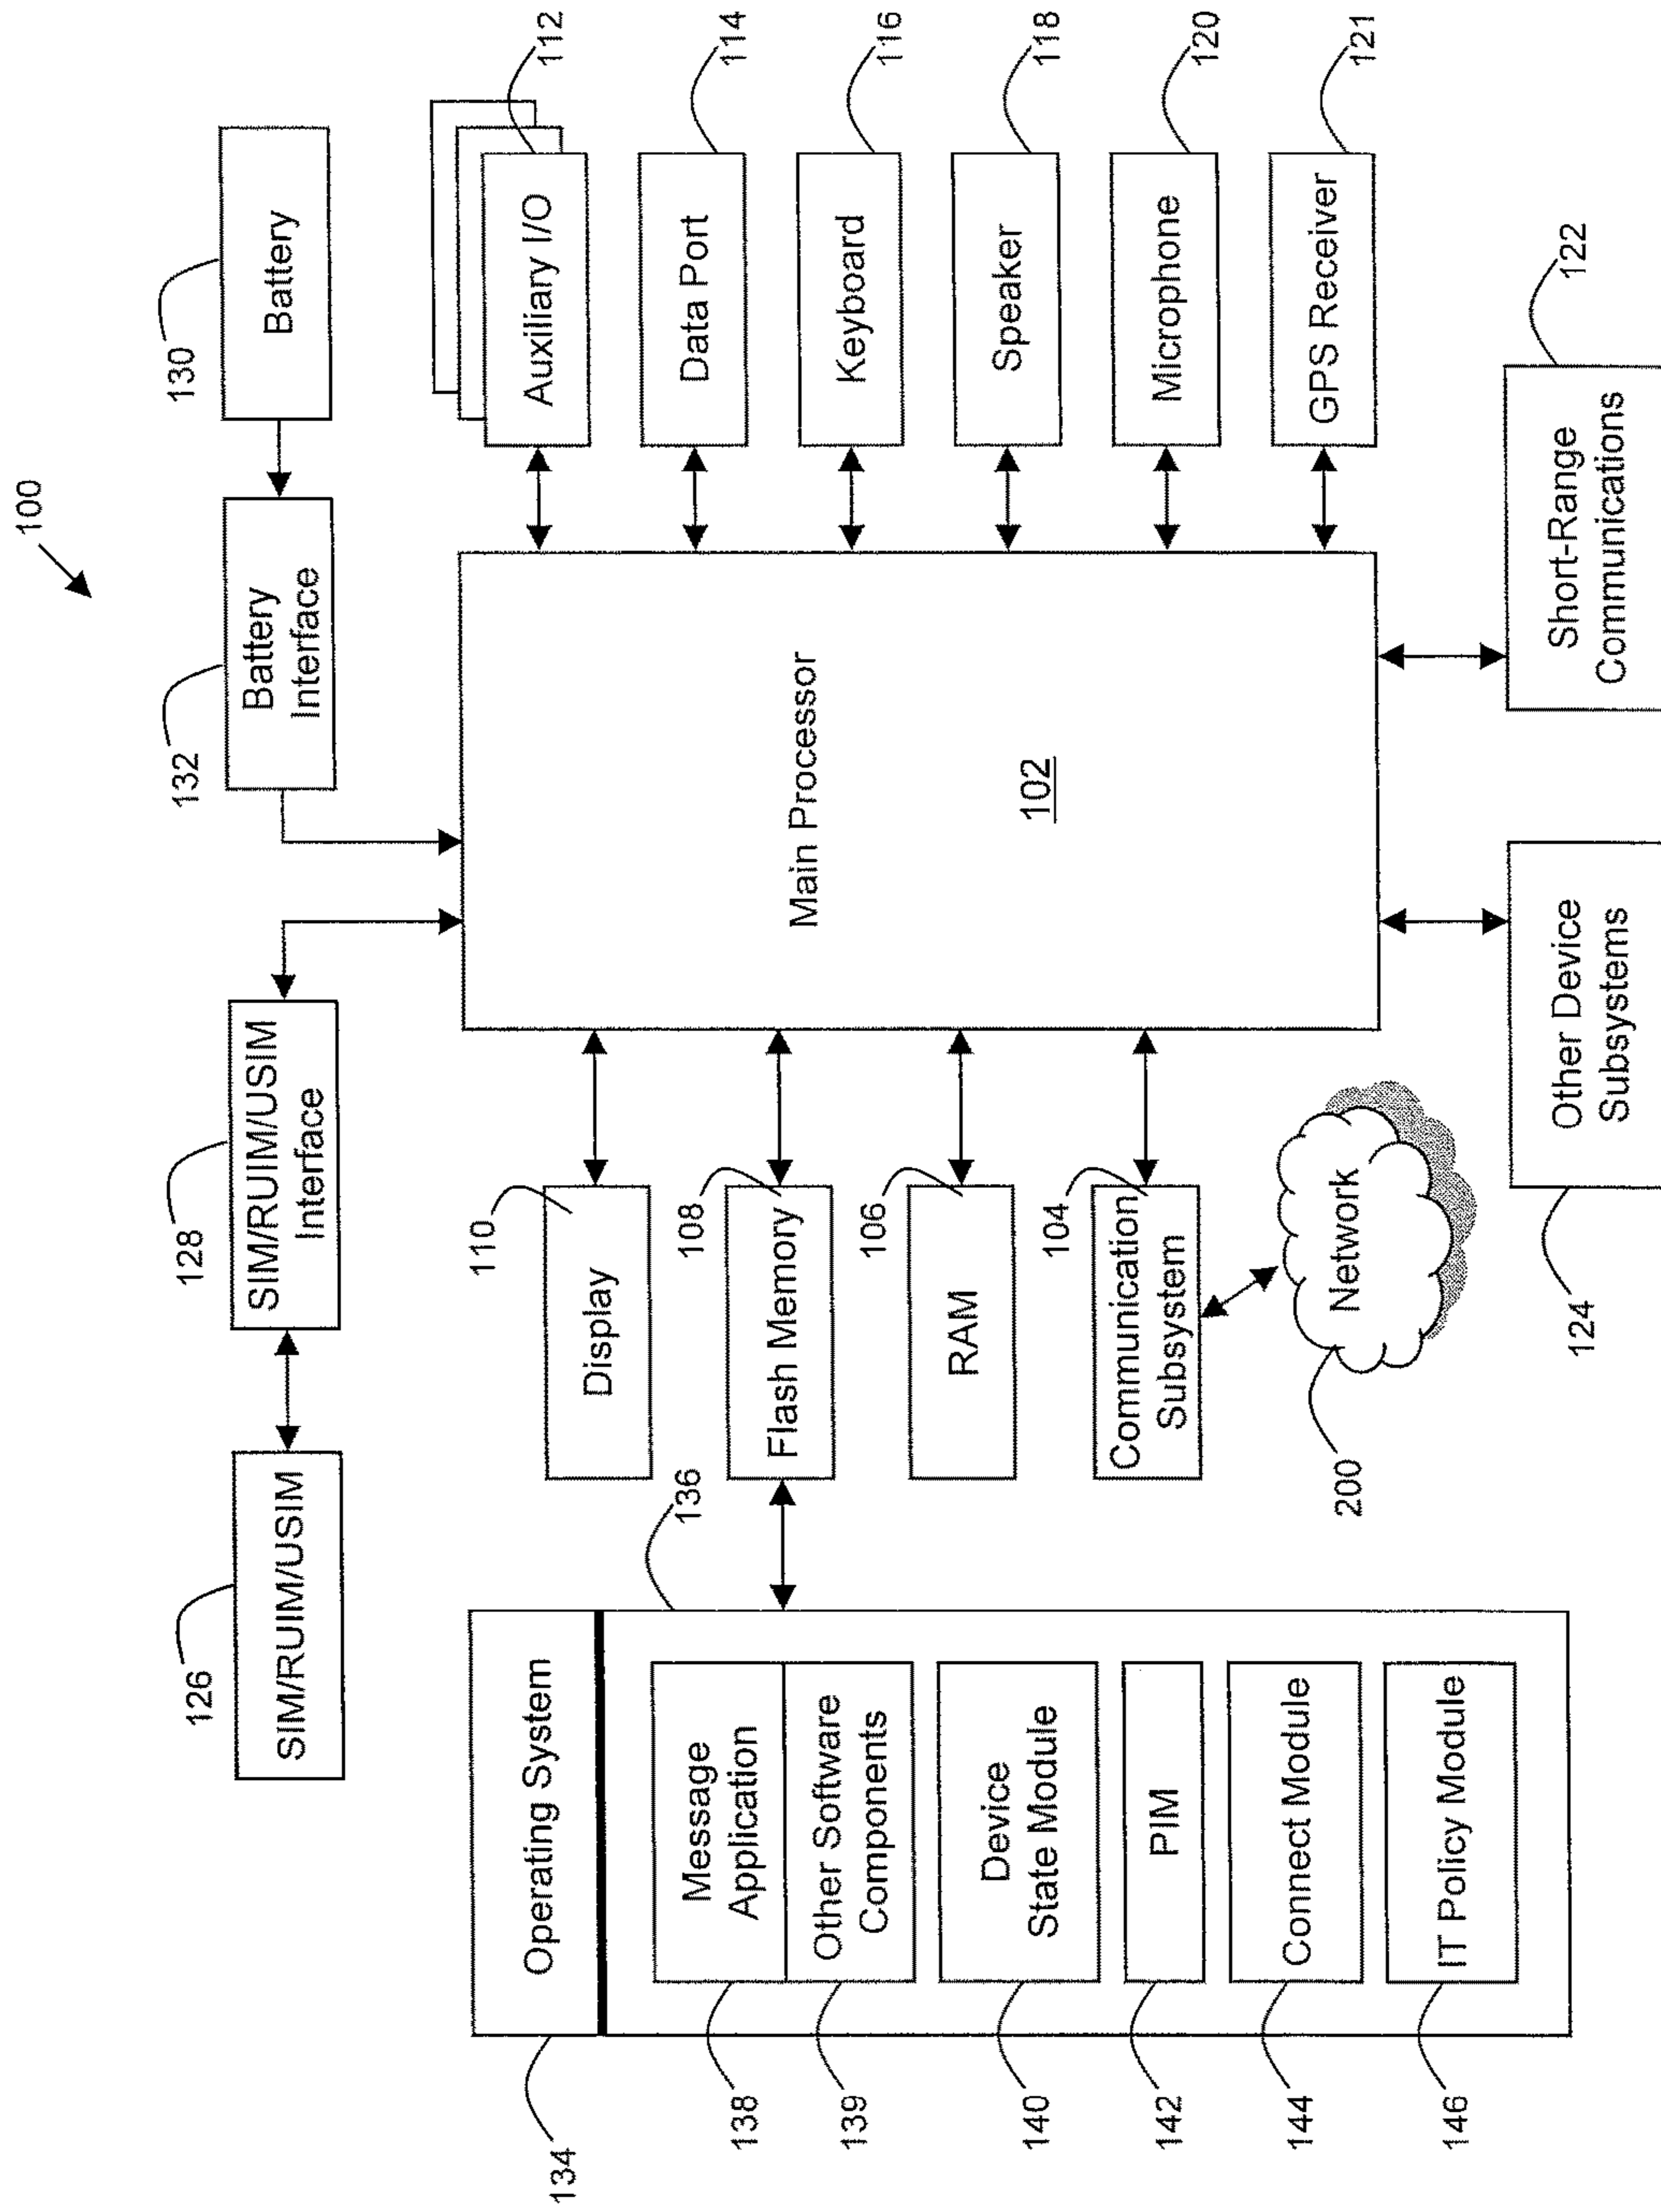 100
130
Battery
132
Battery
Interface
128
SIM/RUIM/USIM
Interface
126
SIM/RUIM/USIM
134
Operating System
136
138
Message
Application
139
Other Software
Components
140
Device
State Module
142
PIM
144
Connect Module
146
IT Policy Module
110
Display
108
Flash Memory
106
RAM
104
Communication
Subsystem
200
Network
Main Processor
102
112
Auxiliary I/O
114
Data Port
116
Keyboard
118
Speaker
120
Microphone
121
GPS Receiver
122
Short-Range
Communications
124
Other Device
Subsystems